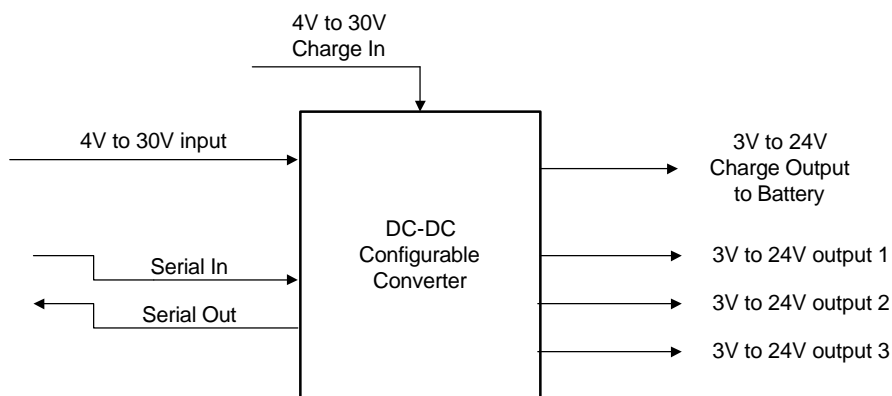 4V to 30V
Charge In
4V to 30V input
3V to 24V
Charge Output
to Battery
DC-DC
Configurable
Converter
Serial In
Serial Out
3V to 24V output 1
3V to 24V output 2
3V to 24V output 3